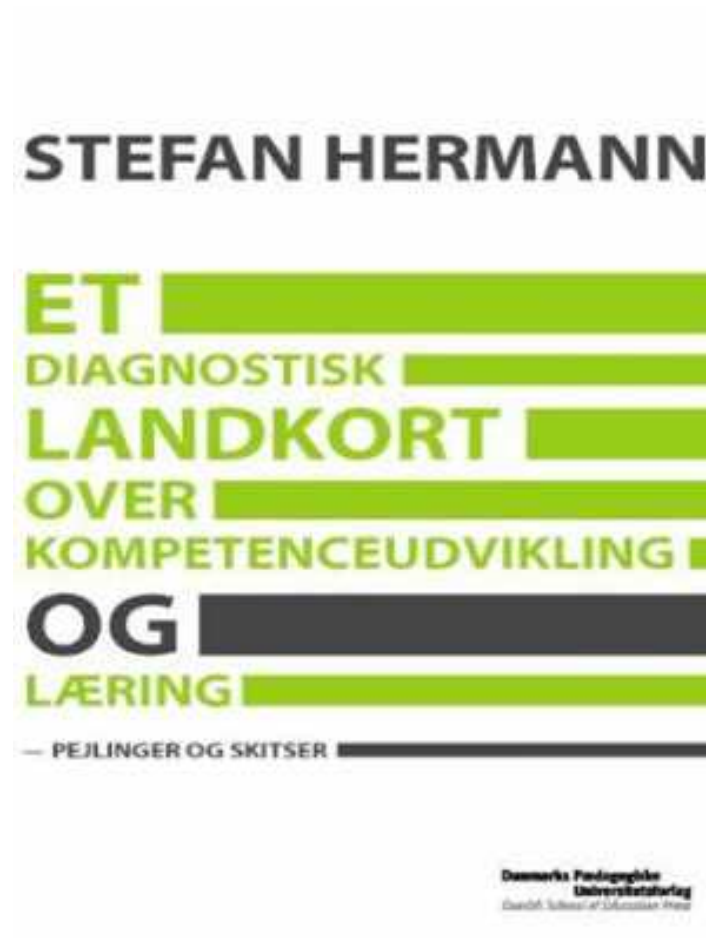 STEFAN HERMANN
ET
DIAGNOSTISK
LANDKORT
OVER
KOMPETENCEUDVIKLING
OG
LÆRING
— PEJLINGER OG SKITSER
Danmarks Pædagogiske
Universitetsforlag
Danish School of Education Press